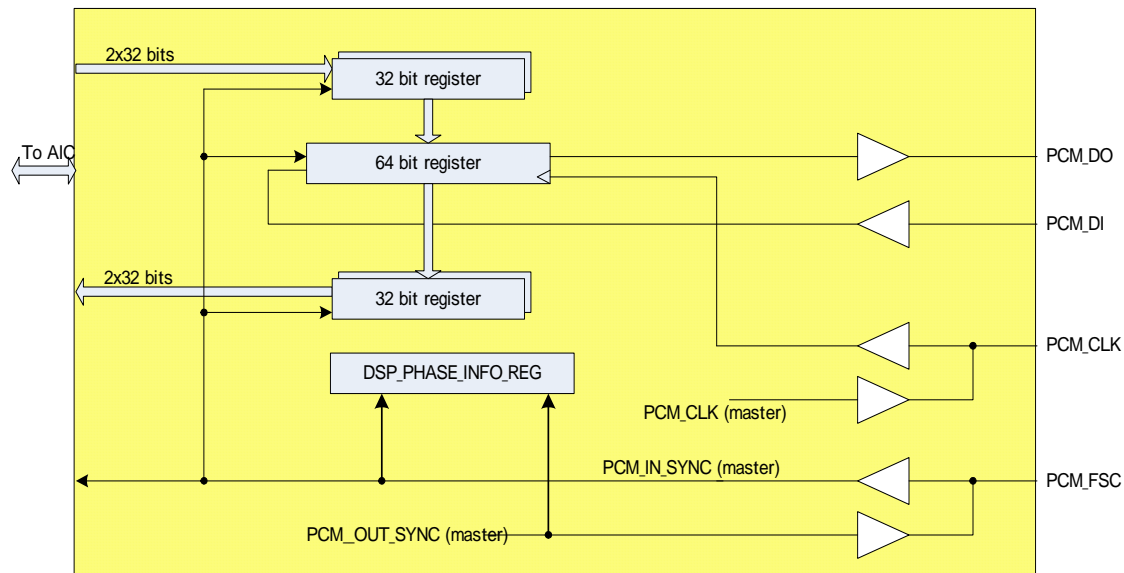 2x32 bits
32 bit register
To AIC
64 bit register
PCM_DO
PCM_DI
2x32 bits
32 bit register
PCM_CLK
DSP_PHASE_INFO_REG
PCM_CLK (master)
PCM_IN_SYNC (master)
PCM_FSC
PCM_OUT_SYNC (master)